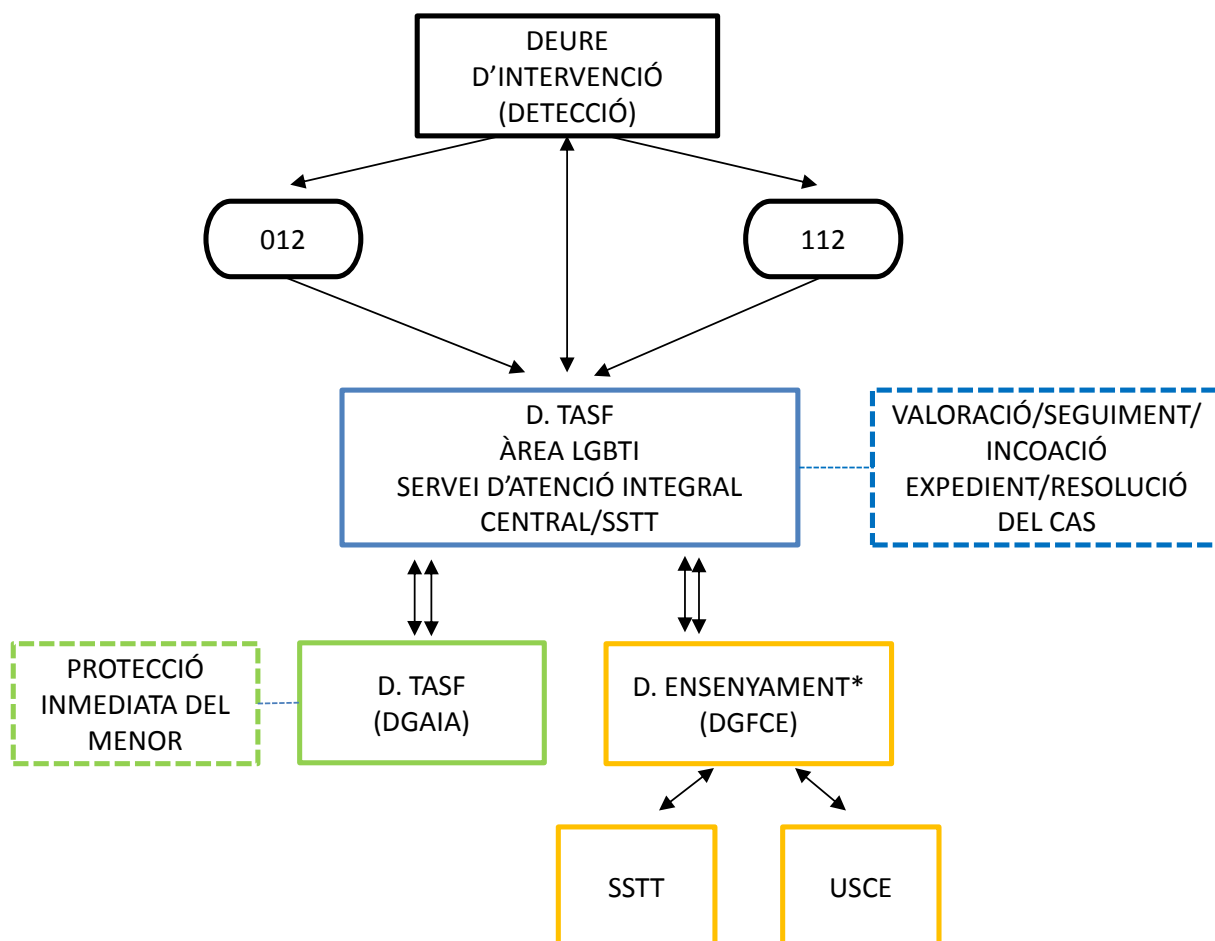 DEURE
D’INTERVENCIÓ
(DETECCIÓ)
012
112
D. TASF
ÀREA LGBTI
SERVEI D’ATENCIÓ INTEGRAL
CENTRAL/SSTT
VALORACIÓ/SEGUIMENT/
INCOACIÓ
EXPEDIENT/RESOLUCIÓ
DEL CAS
PROTECCIÓ
INMEDIATA DEL
MENOR
D. TASF
(DGAIA)
D. ENSENYAMENT*
(DGFCE)
SSTT
USCE